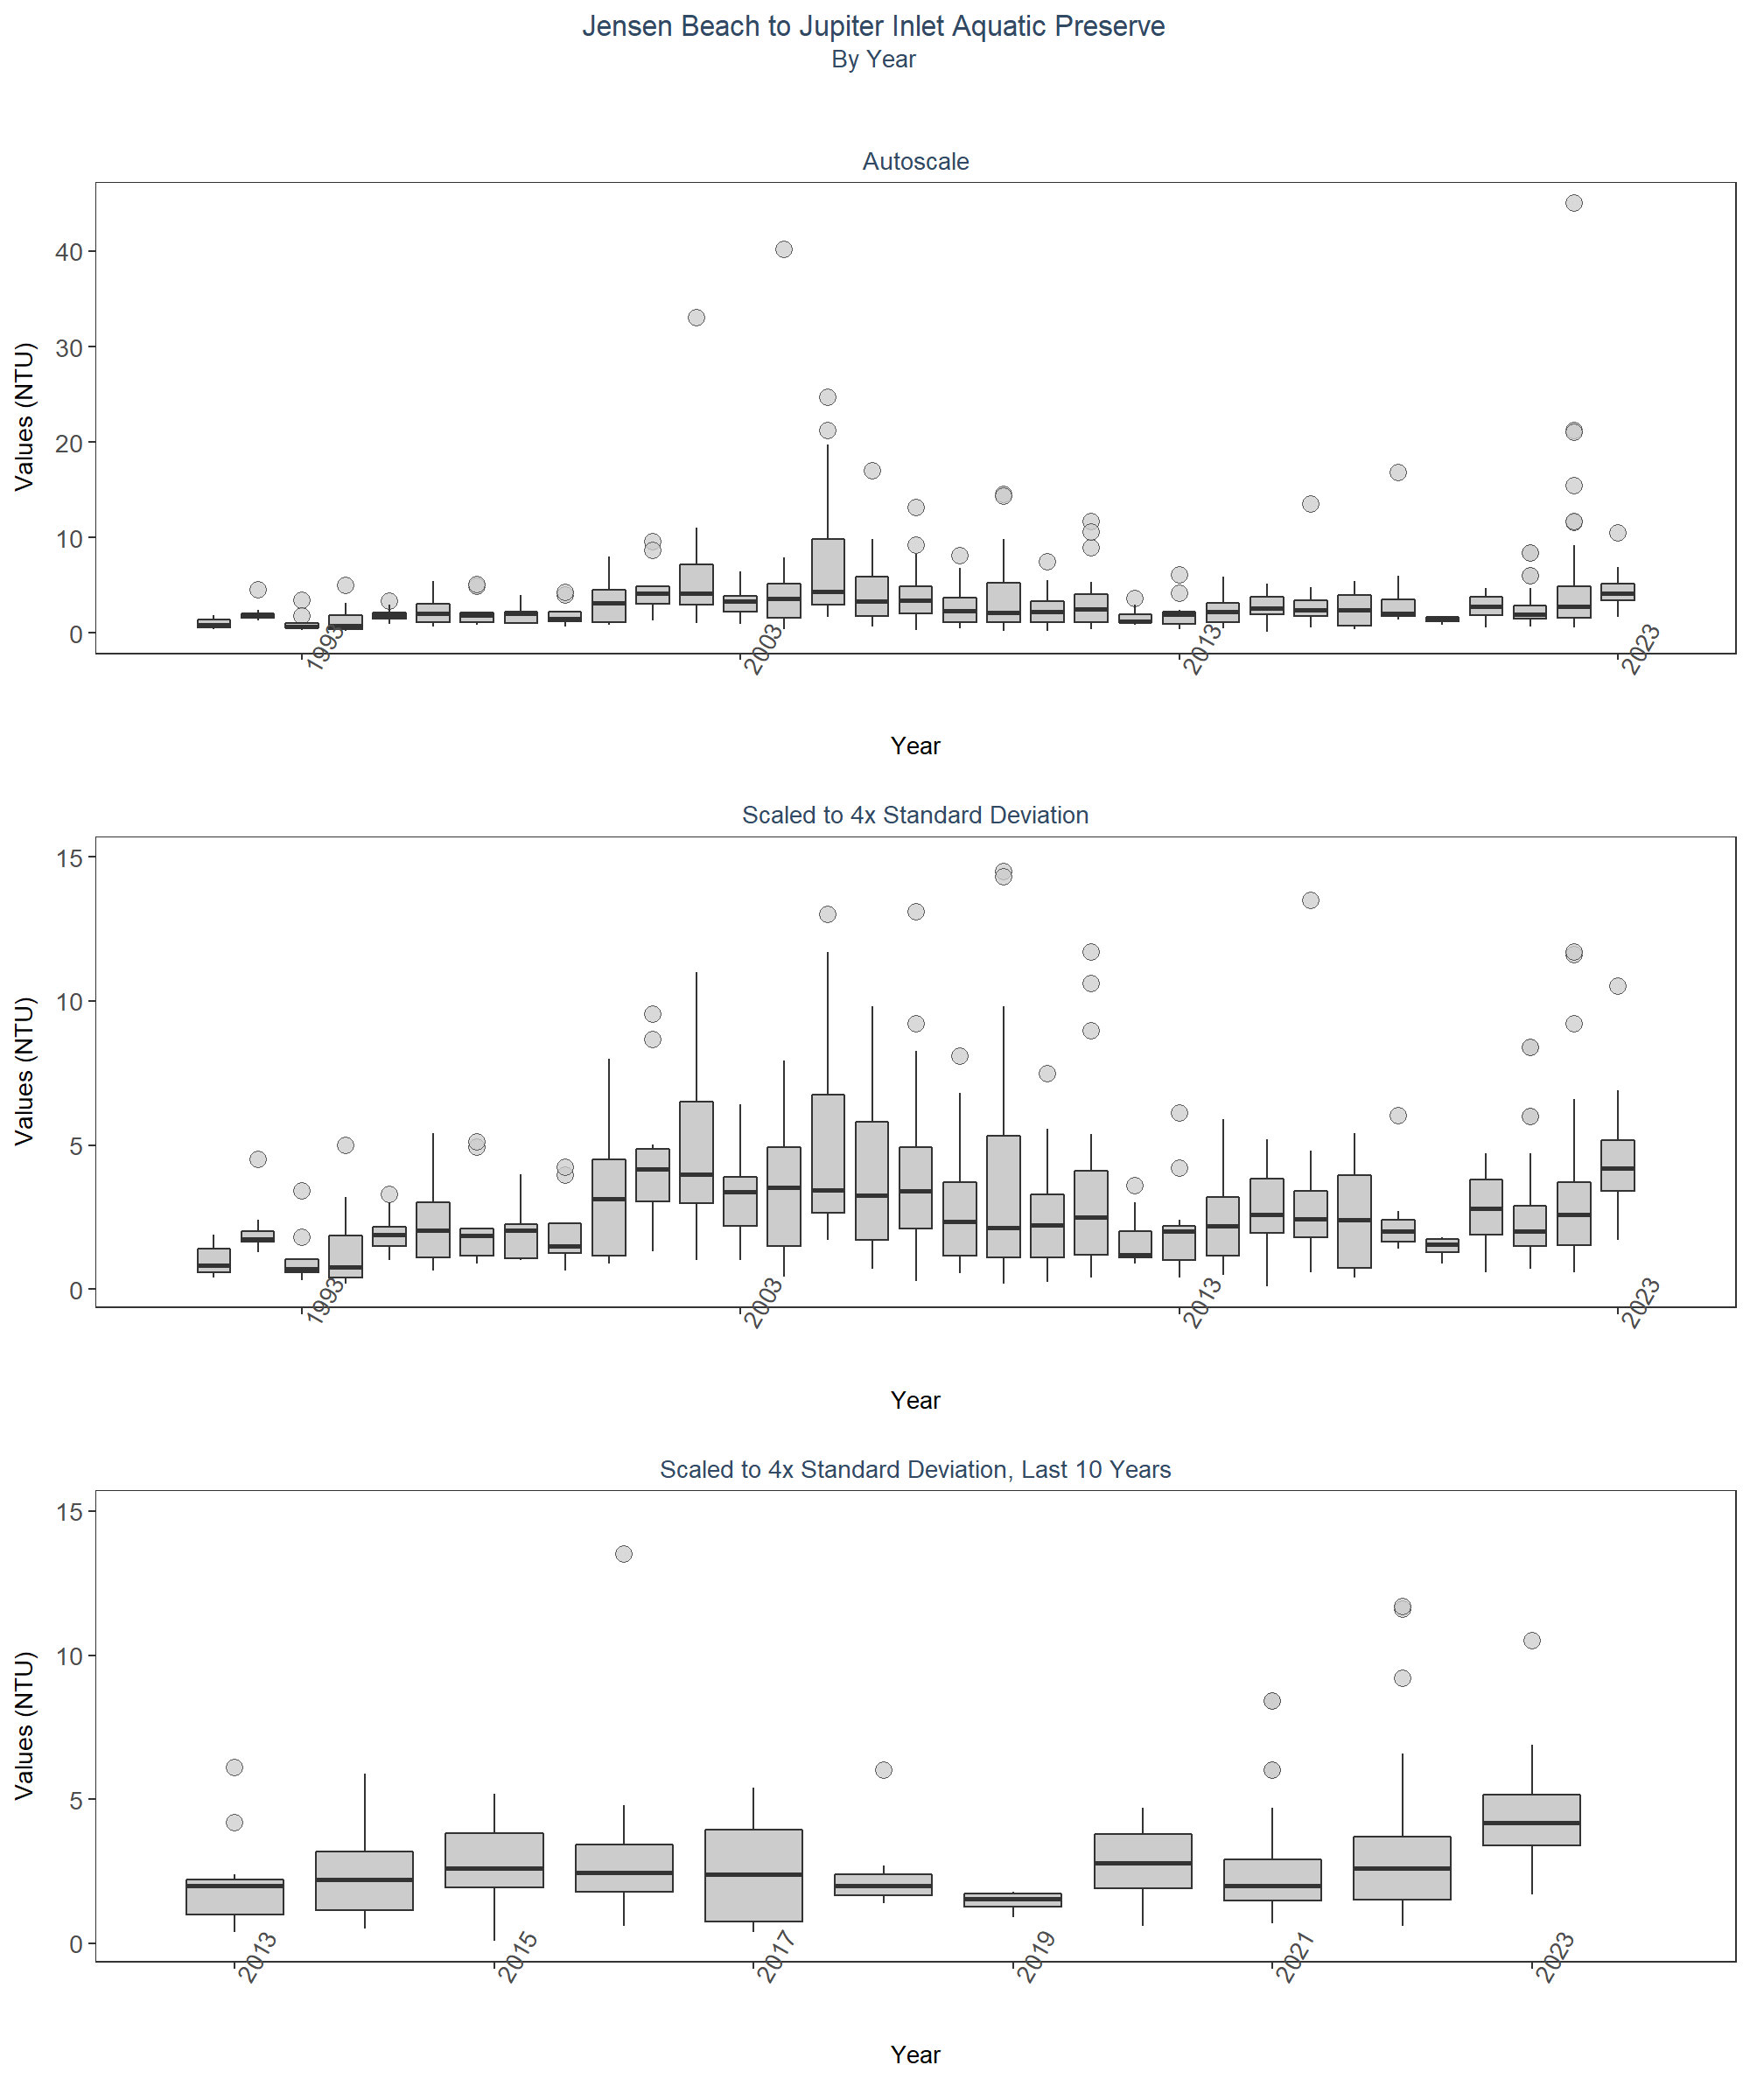 Jensen Beach to Jupiter Inlet Aquatic Preserve
By Year
Autoscale
Values (NTU)
40
30
20
10
0
1993
2003
2013
2023
Year
Scaled to 4x Standard Deviation
Values (NTU)
15
10
5
0
1993
2003
2013
2023
Year
Scaled to 4x Standard Deviation, Last 10 Years
Values (NTU)
15
10
5
0
2013
2015
2017
2019
2021
2023
Year